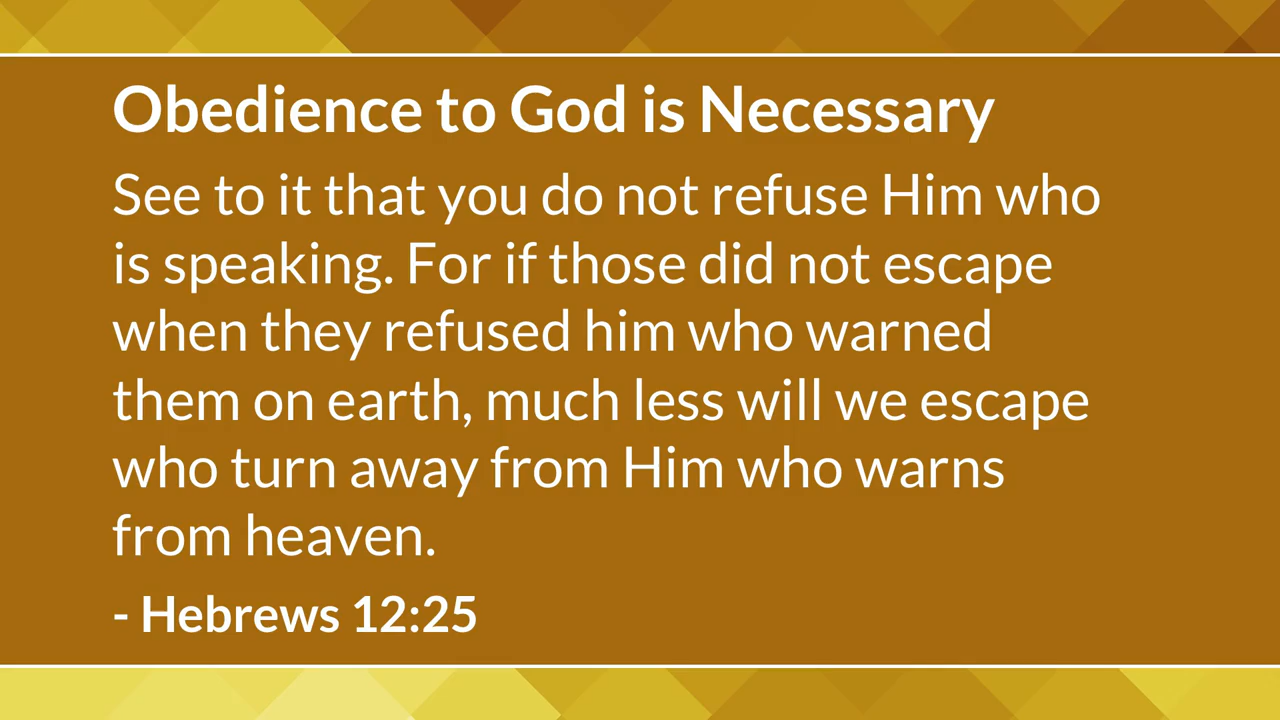 Obedience to God is Necessary
See to it that you do not refuse Him who
is speaking. For if those did not escape
when they refused him who warned
them on earth, much less will we escape
who turn away from Him who warns
from heaven.
- Hebrews 12:25